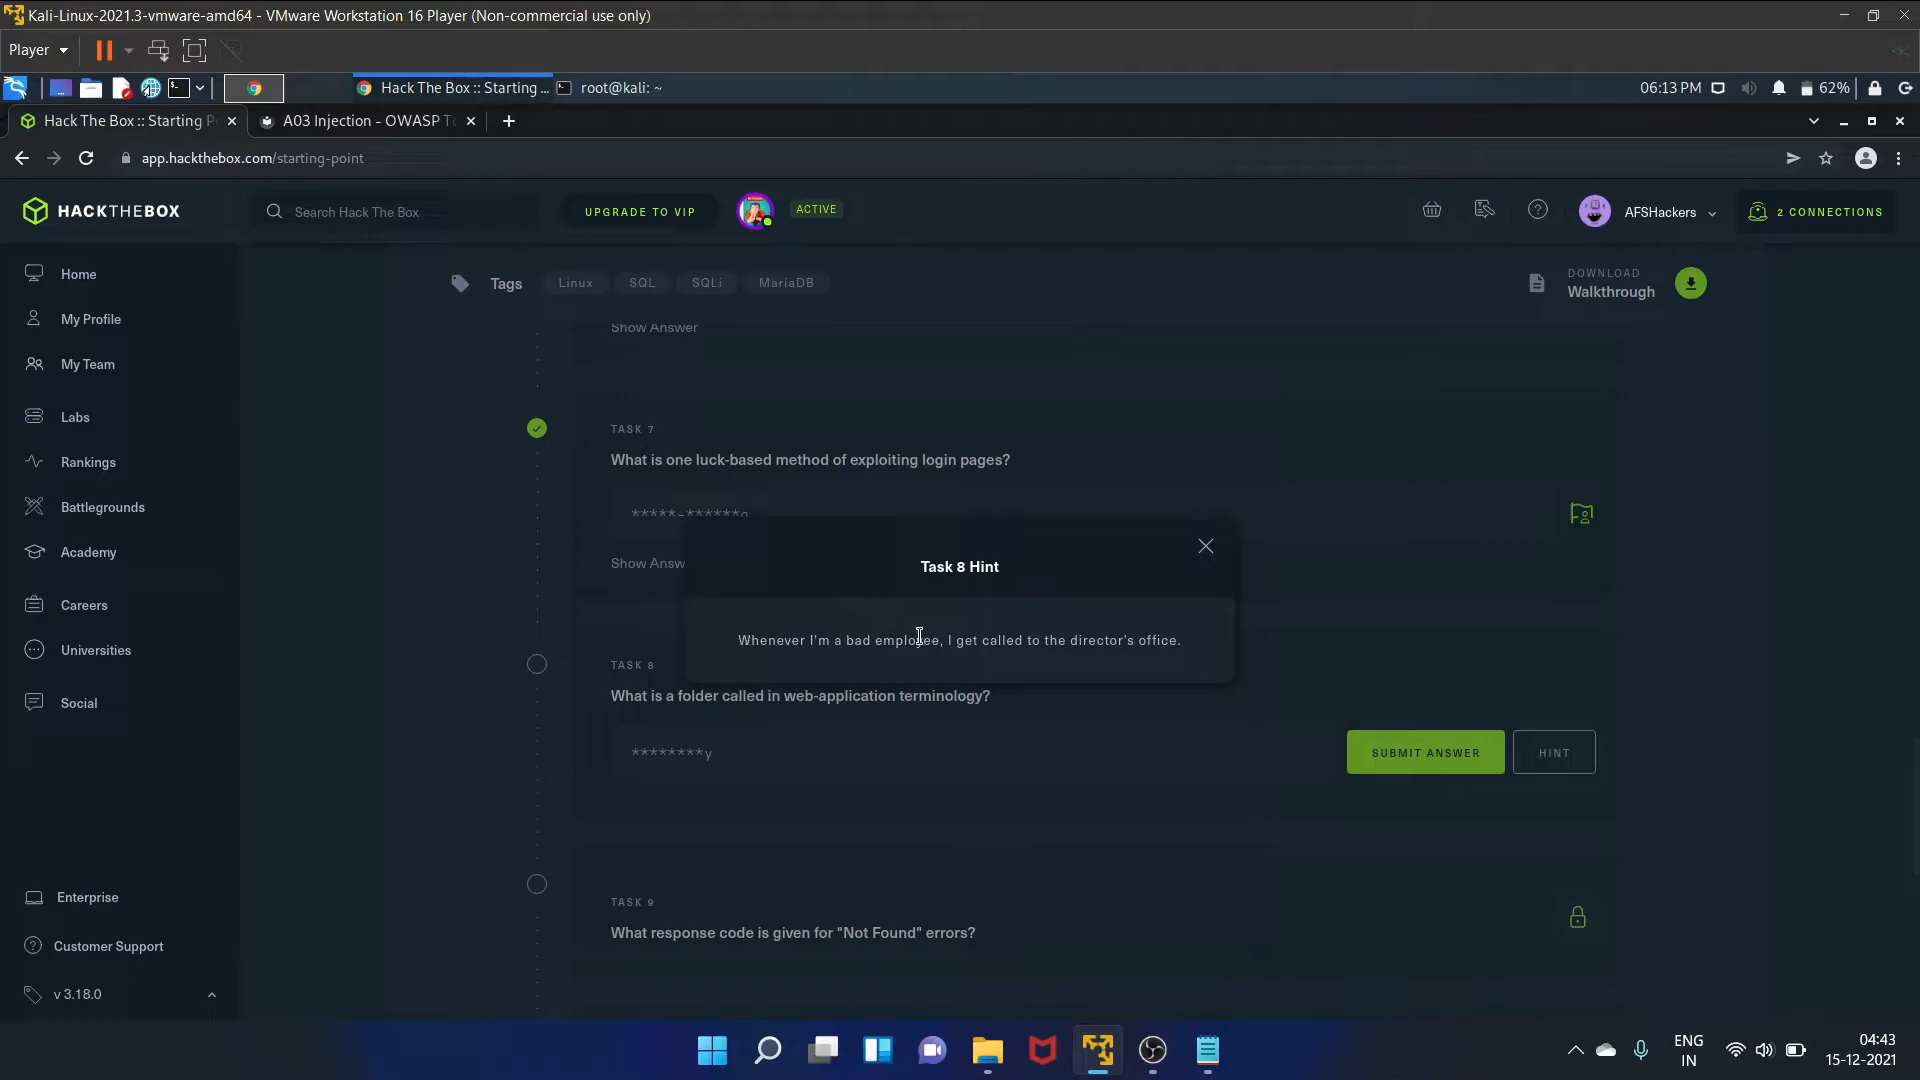 Kali-Linux-2021.3-vmware-amd64 - VMware Workstation 16 Player (Non-commercial use only)
Player
Hack The Box :: Starting ...
root@kali: ~
06:13 PM
62%
Hack The Box :: Starting P
A03 Injection - OWASP T
app.hackthebox.com/starting-point
HACKTHEBOX
Search Hack The Box
UPGRADE TO VIP
ACTIVE
AFSHackers
2 CONNECTIONS
Home
My Profile
My Team
Labs
Rankings
Battlegrounds
Academy
Careers
Universities
Social
Enterprise
Customer Support
v 3.18.0
Tags
Linux
SQL
SQLi
MariaDB
DOWNLOAD
Walkthrough
Show Answer
TASK 7
What is one luck-based method of exploiting login pages?
*****-******g
Show Answ
Task 8 Hint
Whenever I'm a bad employee, I get called to the director's office.
TASK 8
What is a folder called in web-application terminology?
********y
SUBMIT ANSWER
HINT
TASK 9
What response code is given for "Not Found" errors?
ENG
IN
04:43
15-12-2021